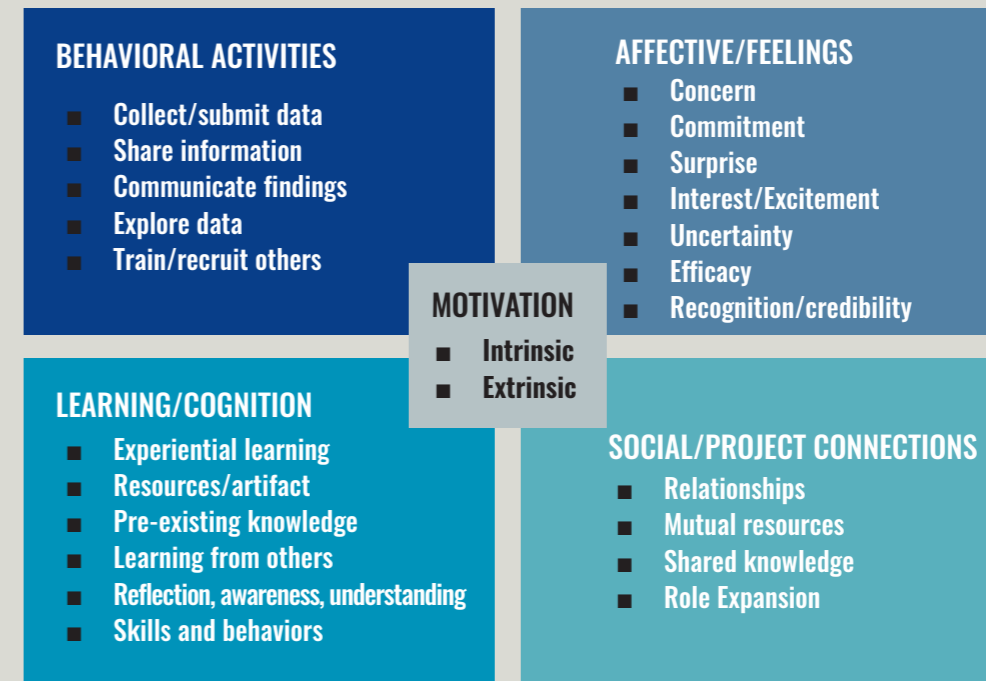 BEHAVIORAL ACTIVITIES
■ Collect/submit data
■ Share information
■ Communicate findings
■ Explore data
■ Train/recruit others
AFFECTIVE/FEELINGS
■ Concern
■ Commitment
■ Surprise
■ Interest/Excitement
■ Uncertainty
■ Efficacy
■ Recognition/credibility
MOTIVATION
■ Intrinsic
■ Extrinsic
LEARNING/COGNITION
■ Experiential learning
■ Resources/artifact
■ Pre-existing knowledge
■ Learning from others
■ Reflection, awareness, understanding
■ Skills and behaviors
SOCIAL/PROJECT CONNECTIONS
■ Relationships
■ Mutual resources
■ Shared knowledge
■ Role Expansion